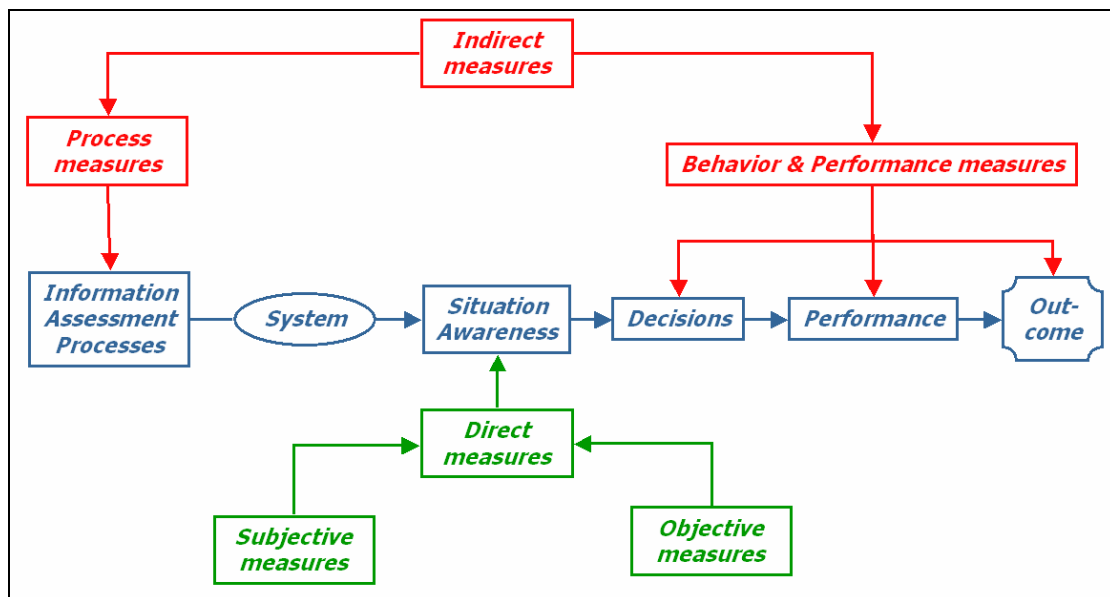 Indirect
measures
Process
measures
Behavior & Performance measures
Information
Assessment
Processes
System
Situation
Awareness
Decisions
Performance
Out-
come
Direct
measures
Subjective
measures
Objective
measures